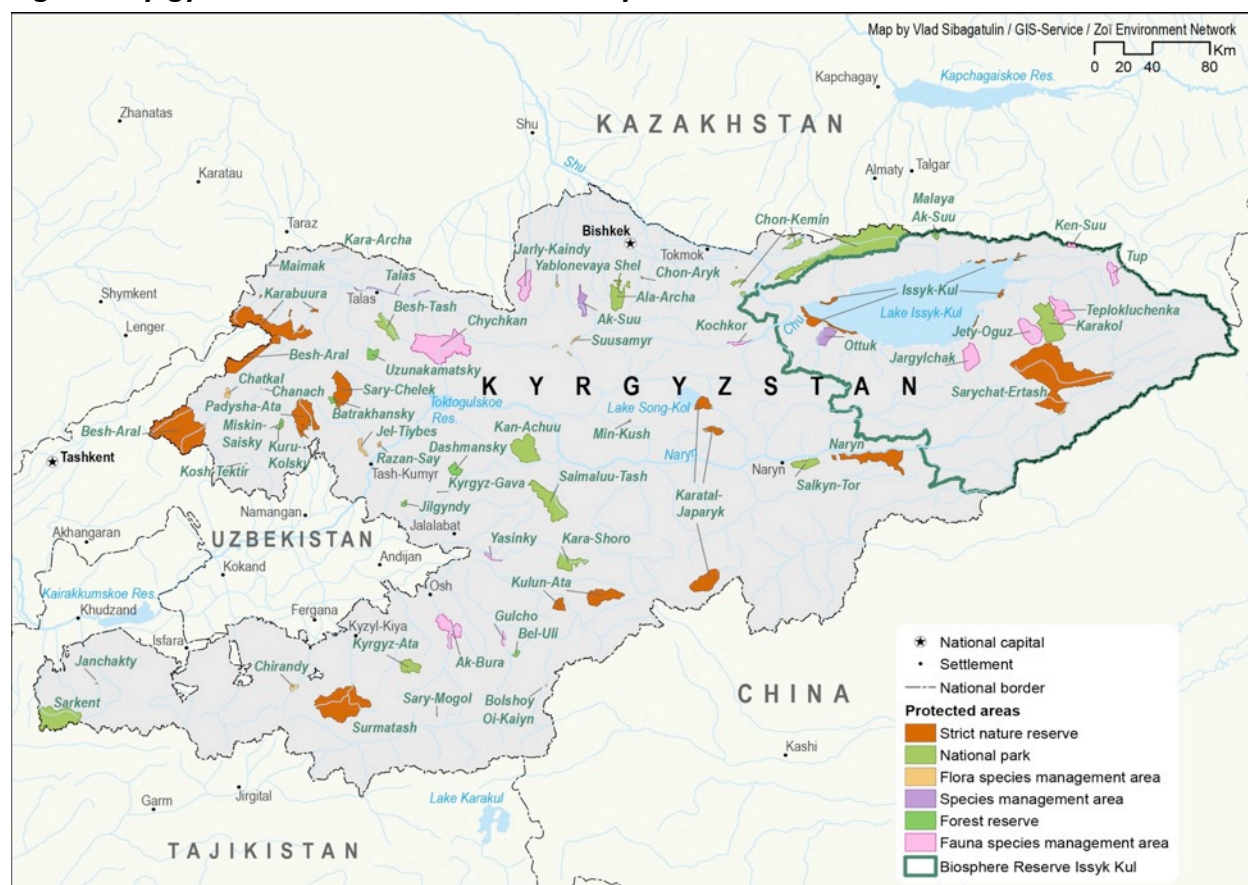 Map by Vlad Sibagatulin / GIS-Service / Zoï Environment Network
Km
0 20 40 80
Kapchagay
Kapchagaiskoe Res.
Zhanatas
KAZAKHSTAN
Shu
Shu
Karatau
Almaty
Talgar
Taraz
Malaya
Ak-Suu
Chon-Kemin
Kara-Archa
Bishkek
Ken-Suu
Jarly-Kaindy
Tokmok
Tup
Maimak
Yablonevaya Shel
Chon-Aryk
Talas
Talas
Karabuura
Ala-Archa
Issyk-Kul
Shymkent
Besh-Tash
Lake Issyk-Kul
Teplokluchenka
Chychkan
Ak-Suu
Kochkor
Chu
Jety-Oguz
Karakol
Lenger
Suusamyr
Ottuk
Besh-Aral
Uzunakamatsky
Jargylchak
Chatkal
Chanach
Sary-Chelek
KYRGYZSTAN
Sarychat-Ertash
Padysha-Ata
Batrakhansky
Toktogulskoe
Res.
Lake Song-Kol
Besh-Aral
Miskin-
Saisky
Kuru-
Kolsky
Jel-Tiybes
Kan-Achuu
Min-Kush
Dashmansky
Naryn
Naryn
Tashkent
Razan-Say
Naryn
Kosh-Tektir
Tash-Kumyr
Saimaluu-Tash
Salkyn-Tor
Kyrgyz-Gava
Karatal-
Japaryk
Namangan
Jilgyndy
Akhangaran
UZBEKISTAN
Jalalabat
Yasinky
Kara-Shoro
Kokand
Andijan
Kairakkumskoe Res.
Kulun-Ata
Osh
Khudzand
Fergana
Gulcho
Isfara
Kyzyl-Kiya
Bel-Uli
Kyrgyz-Ata
Janchakty
Chirandy
Ak-Bura
Sary-Mogol
Bolshoy
Oi-Kaiyn
CHINA
Sarkent
Surmatash
Kashi
Jirgital
Garm
Lake Karakul
TAJIKISTAN
National capital
Settlement
National border
Protected areas
Strict nature reserve
National park
Flora species management area
Species management area
Forest reserve
Fauna species management area
Biosphere Reserve Issyk Kul